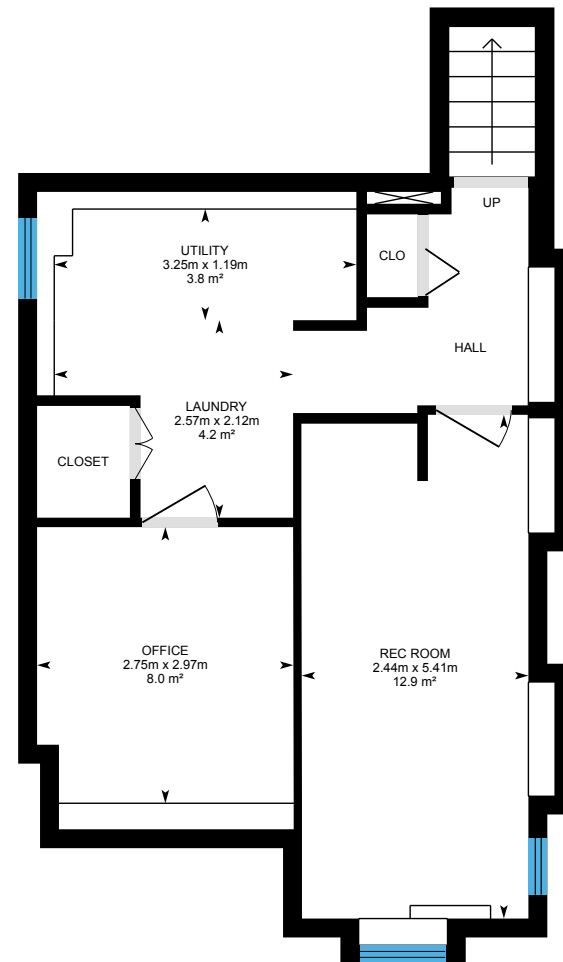 UP
UTILITY
3.25m x 1.19m
3.8 m²
CLO
HALL
LAUNDRY
2.57m x 2.12m
4.2 m²
CLOSET
OFFICE
2.75m x 2.97m
8.0 m²
REC ROOM
2.44m x 5.41m
12.9 m²